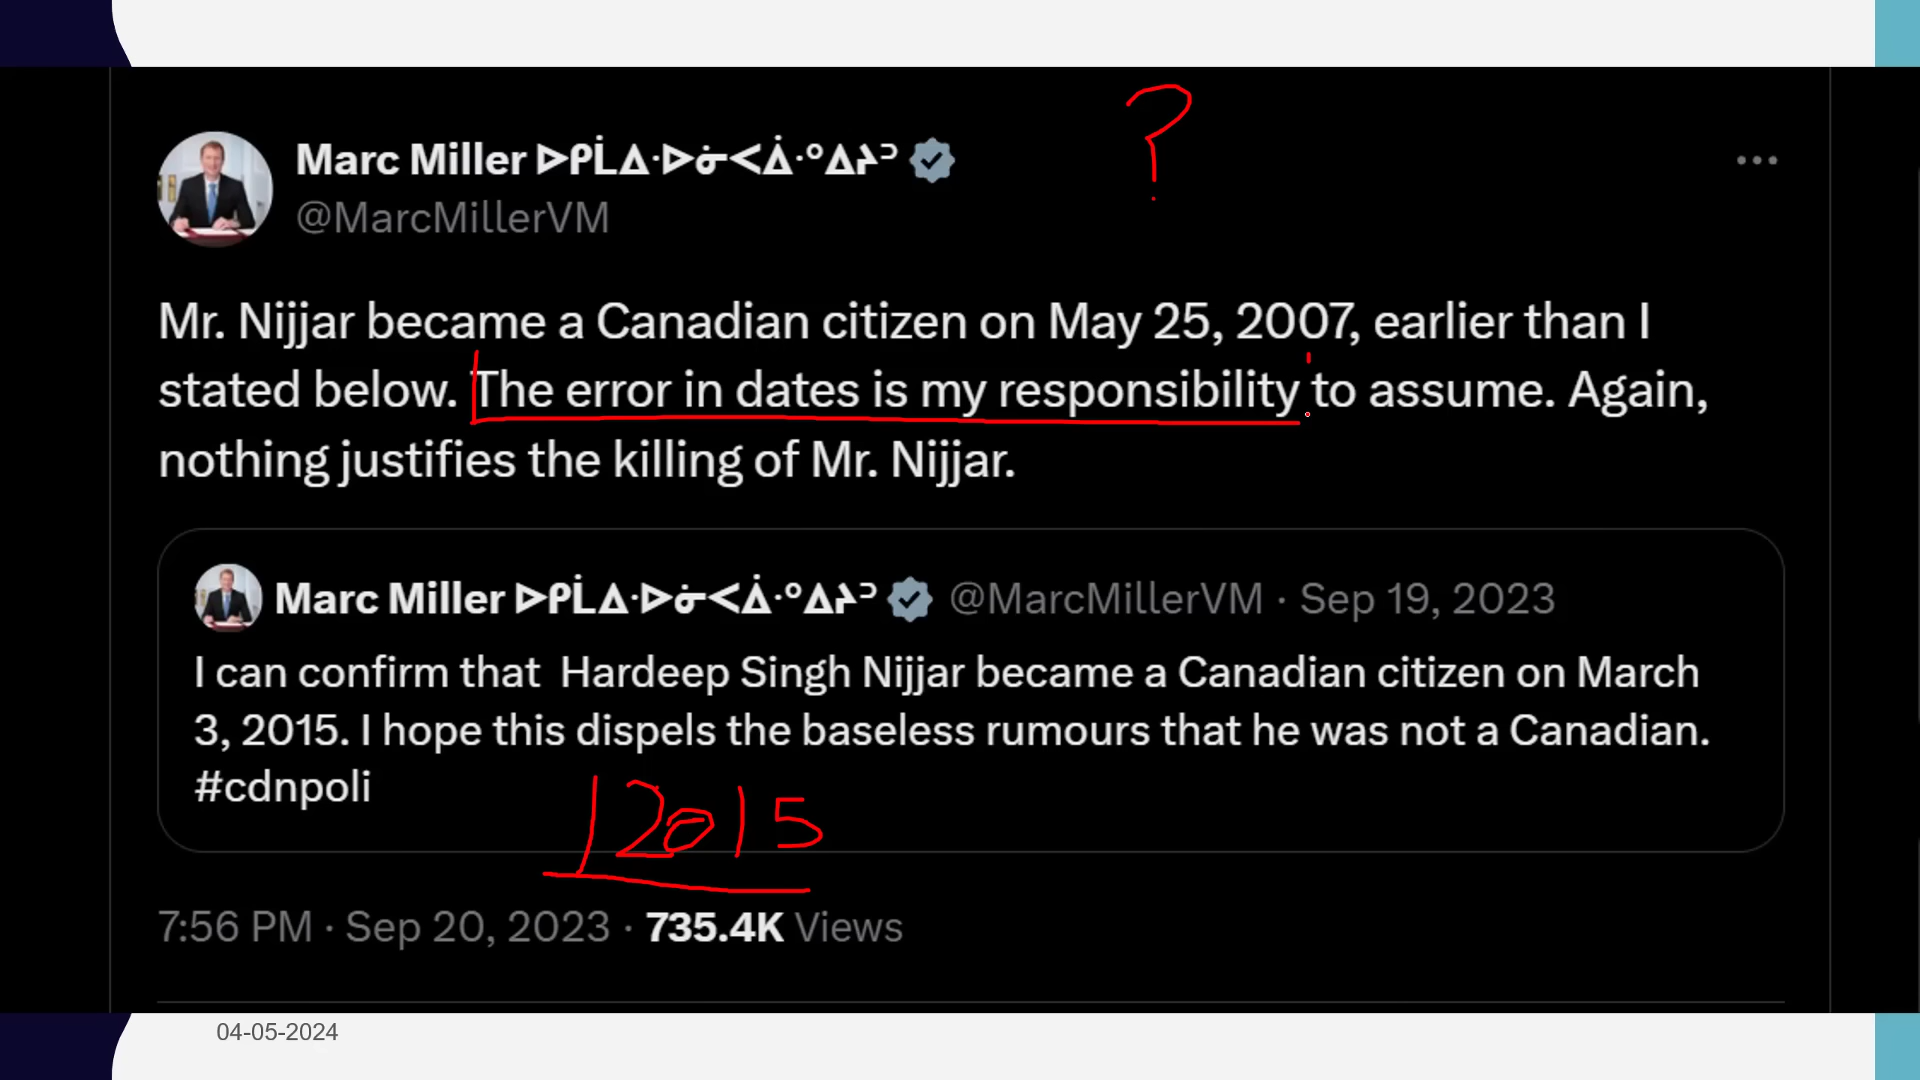 ?
Marc Miller ᐅᑭᒫᐃᐧᐅᓃᐸᐄᐧᐤᐃᔨᐣ
@MarcMillerVM
Mr. Nijjar became a Canadian citizen on May 25, 2007, earlier than I
stated below. The error in dates is my responsibility to assume. Again,
nothing justifies the killing of Mr. Nijjar.
Marc Miller @MarcMillerVM · Sep 19, 2023
I can confirm that Hardeep Singh Nijjar became a Canadian citizen on March
3, 2015. I hope this dispels the baseless rumours that he was not a Canadian.
#cdnpoli
2015
7:56 PM · Sep 20, 2023 · 735.4K Views
04-05-2024